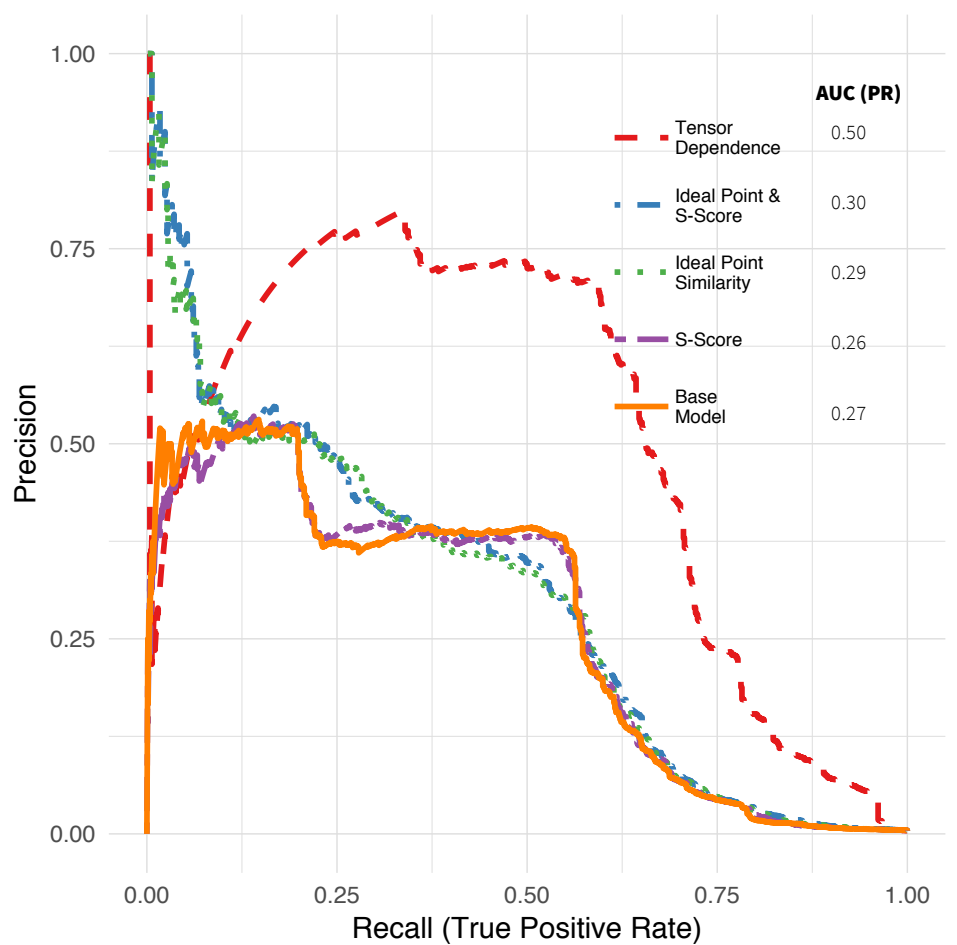 1.00
0.75
0.50
0.25
0.00
Precision
AUC (PR)
Tensor
Dependence
0.50
Ideal Point &
S-Score
0.30
Ideal Point
Similarity
0.29
S-Score
0.26
Base
Model
0.27
0.00
0.25
0.50
0.75
1.00
Recall (True Positive Rate)